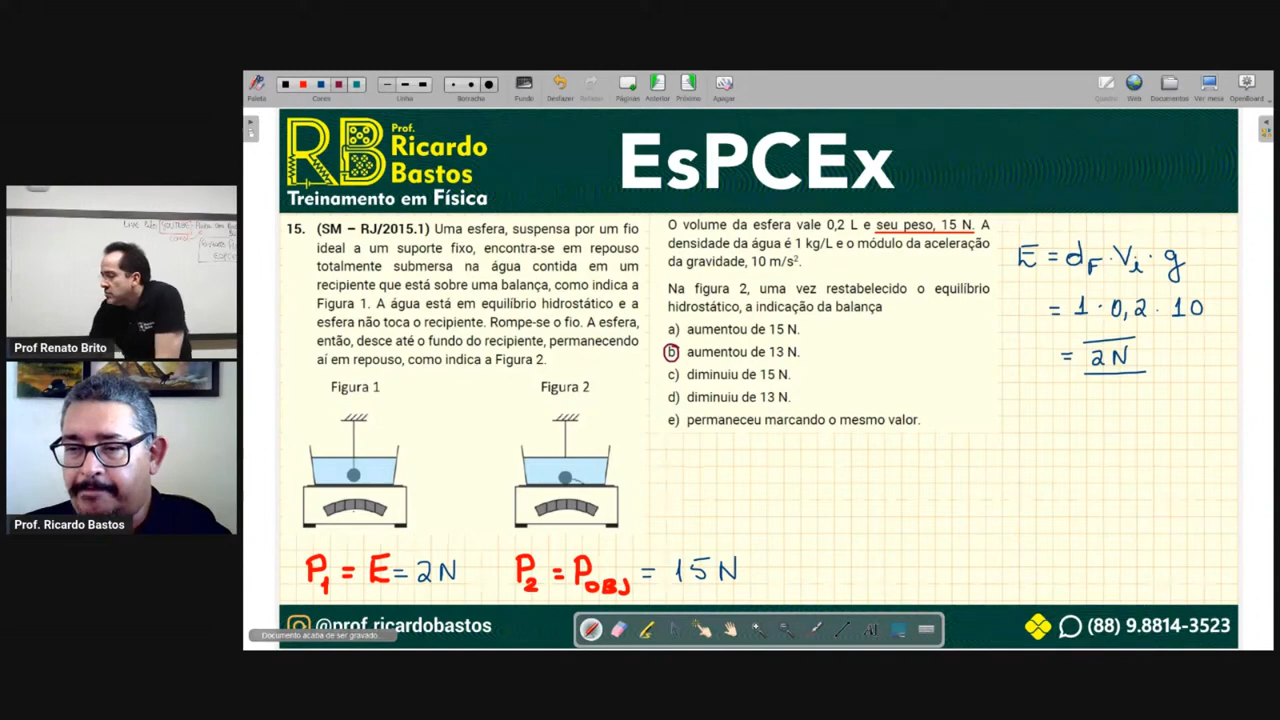 Paleta
Cores
Linha
Borracha
Fundo
Desfazer
Refazer
Páginas
Anterior
Próximo
Apagar
Quadro
Web
Documentos
Ver mesa
OpenBoard
RB
Prof.
Ricardo
Bastos
Treinamento em Física
EsPCEx
15. (SM – RJ/2015.1) Uma esfera, suspensa por um fio
ideal a um suporte fixo, encontra-se em repouso
totalmente submersa na água contida em um
recipiente que está sobre uma balança, como indica a
Figura 1. A água está em equilíbrio hidrostático e a
esfera não toca o recipiente. Rompe-se o fio. A esfera,
então, desce até o fundo do recipiente, permanecendo
aí em repouso, como indica a Figura 2.
Figura 1
Figura 2
P1 = E = 2N
P2 = POBJ = 15 N
O volume da esfera vale 0,2 L e seu peso, 15 N. A
densidade da água é 1 kg/L e o módulo da aceleração
da gravidade, 10 m/s².
Na figura 2, uma vez restabelecido o equilíbrio
hidrostático, a indicação da balança
a) aumentou de 15 N.
b aumentou de 13 N.
c) diminuiu de 15 N.
d) diminuiu de 13 N.
e) permaneceu marcando o mesmo valor.
E = dF · Vi · g
= 1 · 0,2 · 10
= 2N
Prof Renato Brito
Prof. Ricardo Bastos
@prof.ricardobastos
Documento acaba de ser gravado...
(88) 9.8814-3523